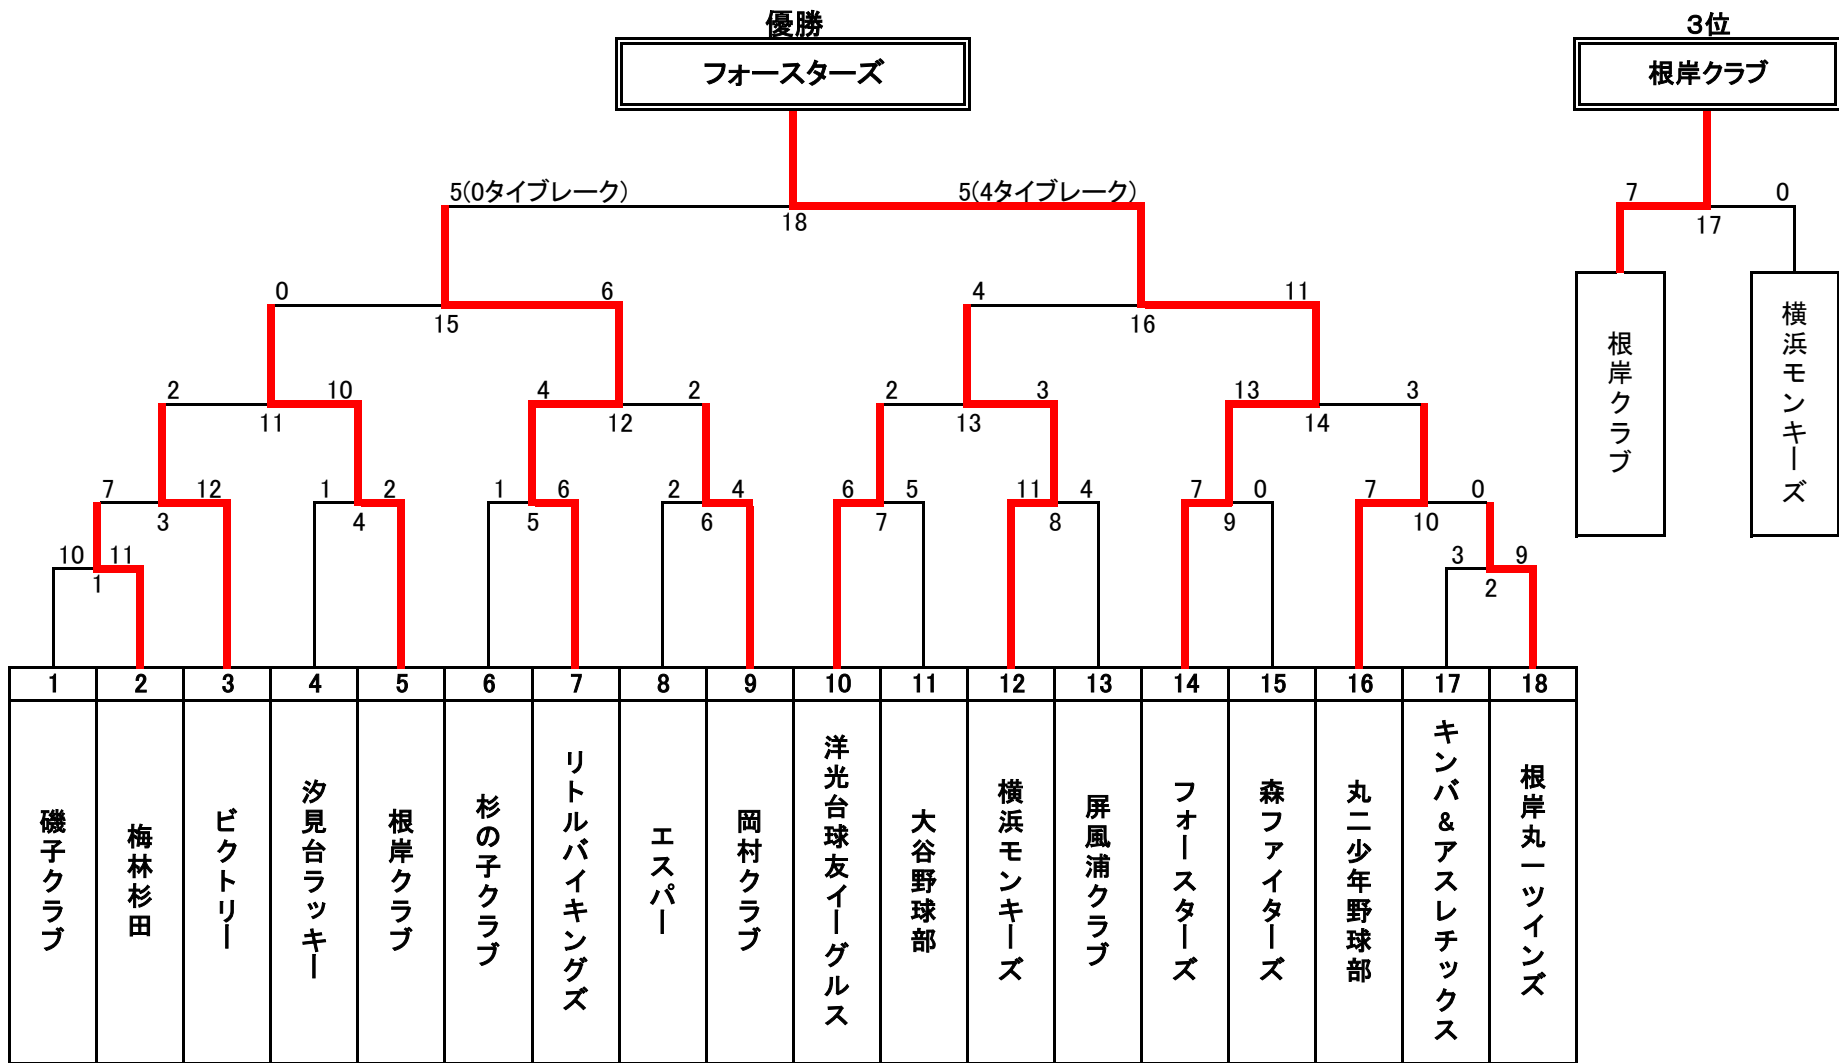 優勝
3位
フォースターズ
根岸クラブ
5(0タイブレーク)
5(4タイブレーク)
18
7
0
17
0
6
4
11
15
16
根岸クラブ
横浜モンキーズ
2
10
4
2
2
3
13
3
11
12
13
14
7
12
1
2
1
6
2
4
6
5
11
4
7
0
7
0
3
4
5
6
7
8
9
10
10
11
3
9
1
2
1
2
3
4
5
6
7
8
9
10
11
12
13
14
15
16
17
18
磯子クラブ
梅林杉田
ビクトリー
汐見台ラッキー
根岸クラブ
杉の子クラブ
リトルバイキングズ
エスパー
岡村クラブ
洋光台球友イーグルス
大谷野球部
横浜モンキーズ
屏風浦クラブ
フォースターズ
森ファイターズ
丸二少年野球部
キンバ&アスレチックス
根岸丸一ツインズ